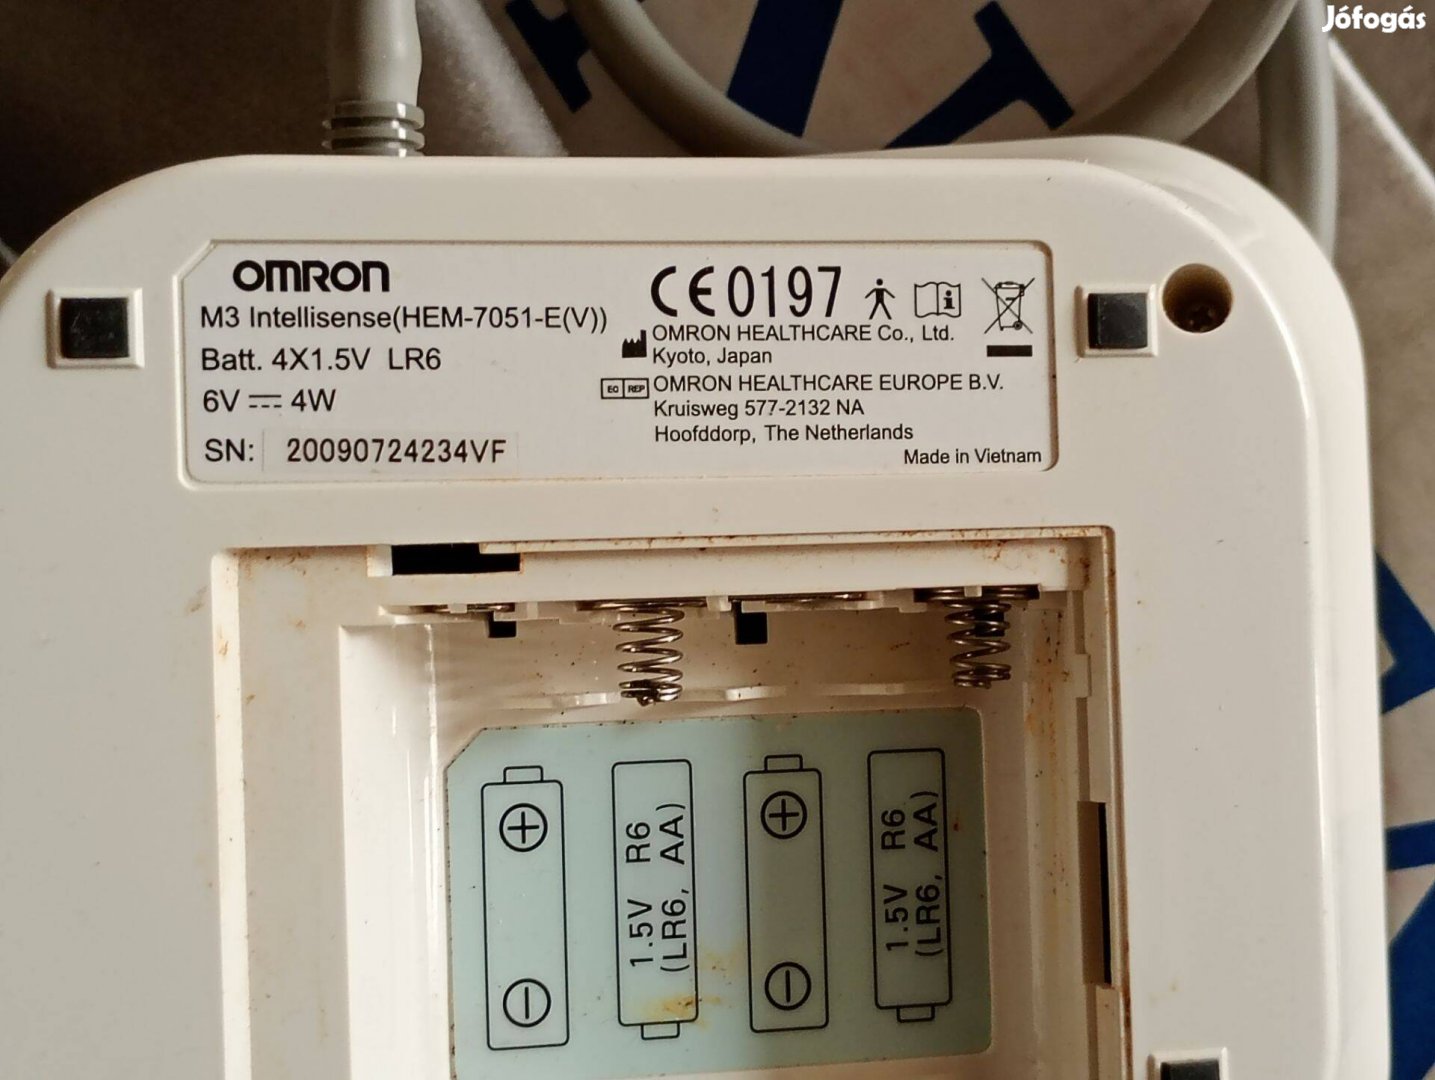 Jófogás
OMRON
M3 Intellisense(HEM-7051-E(V))
Batt. 4X1.5V LR6
6V ⎓ 4W
SN: 20090724234VF
CE0197
OMRON HEALTHCARE Co., Ltd.
Kyoto, Japan
EC REP OMRON HEALTHCARE EUROPE B.V.
Kruisweg 577-2132 NA
Hoofddorp, The Netherlands
Made in Vietnam
+
-
1.5V R6
(LR6, AA)
+
-
1.5V R6
(LR6, AA)